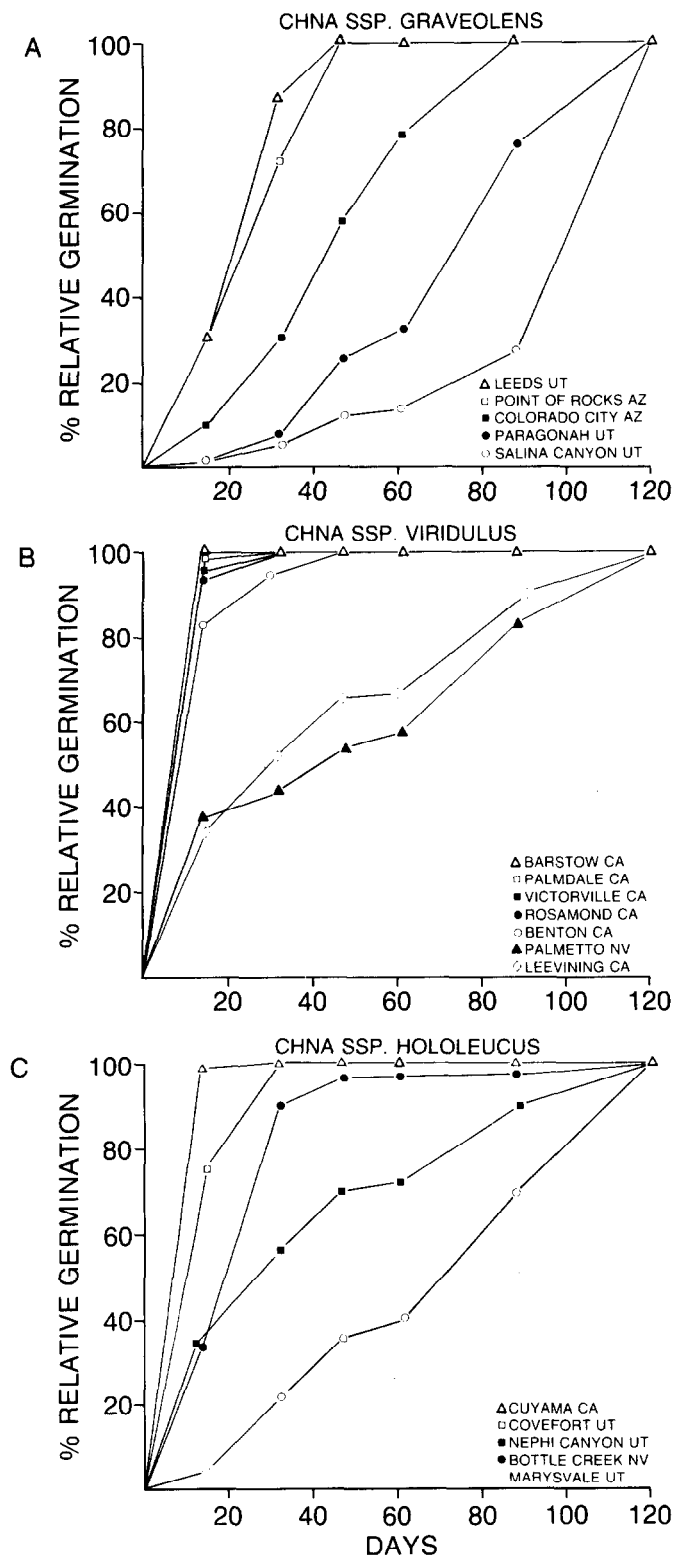 A
CHNA SSP. GRAVEOLENS
% RELATIVE GERMINATION
100
80
60
40
20
LEEDS UT
POINT OF ROCKS AZ
COLORADO CITY AZ
PARAGONAH UT
SALINA CANYON UT
20 40 60 80 100 120
B
CHNA SSP. VIRIDULUS
% RELATIVE GERMINATION
100
80
60
40
20
BARSTOW CA
PALMDALE CA
VICTORVILLE CA
ROSAMOND CA
BENTON CA
PALMETTO NV
LEEVINING CA
20 40 60 80 100 120
C
CHNA SSP. HOLOLEUCUS
% RELATIVE GERMINATION
100
80
60
40
20
CUYAMA CA
COVEFORT UT
NEPHI CANYON UT
BOTTLE CREEK NV
MARYSVALE UT
20 40 60 80 100 120
DAYS